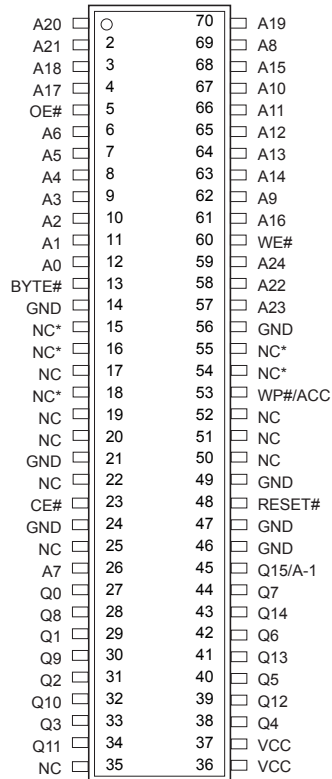 A20 70 A19
A21 2 69 A8
A18 3 68 A15
A17 4 67 A10
OE# 5 66 A11
A6 6 65 A12
A5 7 64 A13
A4 8 63 A14
A3 9 62 A9
A2 10 61 A16
A1 11 60 WE#
A0 12 59 A24
BYTE# 13 58 A22
GND 14 57 A23
NC* 15 56 GND
NC* 16 55 NC*
NC 17 54 NC*
NC* 18 53 WP#/ACC
NC 19 52 NC
NC 20 51 NC
GND 21 50 NC
NC 22 49 GND
CE# 23 48 RESET#
GND 24 47 GND
NC 25 46 GND
A7 26 45 Q15/A-1
Q0 27 44 Q7
Q8 28 43 Q14
Q1 29 42 Q6
Q9 30 41 Q13
Q2 31 40 Q5
Q10 32 39 Q12
Q3 33 38 Q4
Q11 34 37 VCC
NC 35 36 VCC